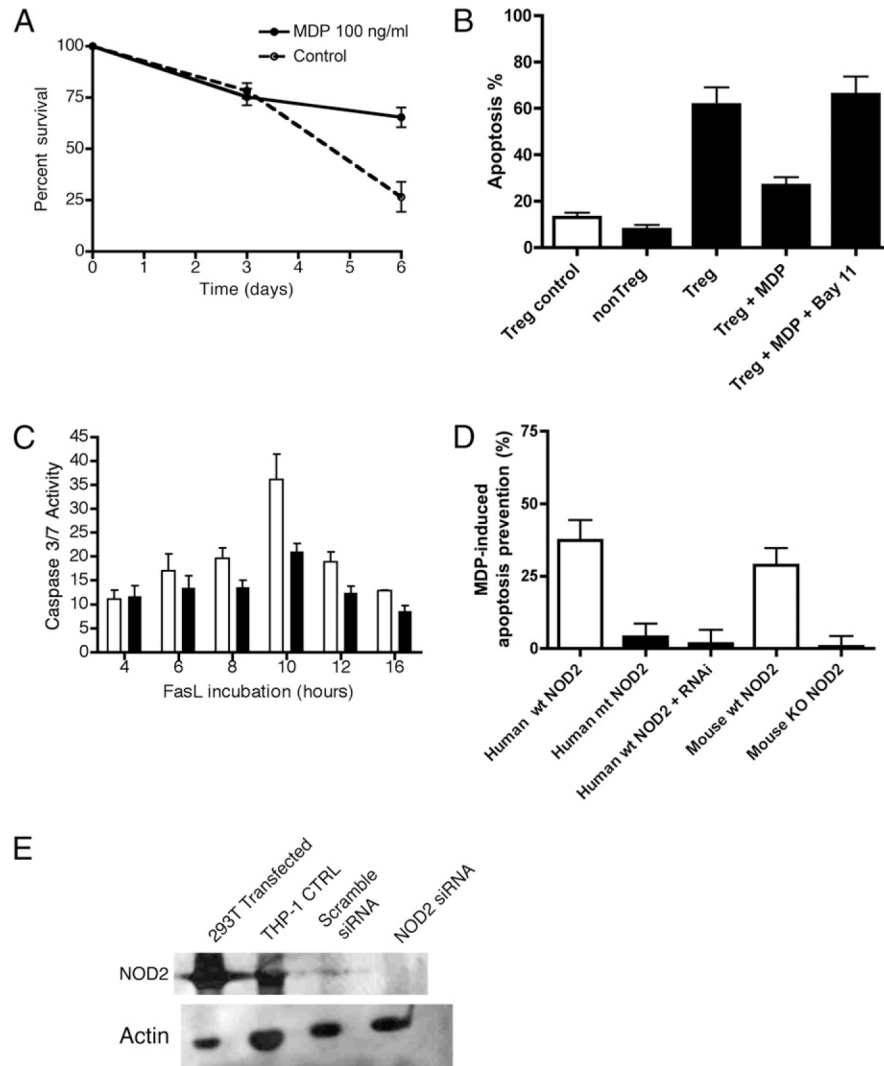 A
MDP 100 ng/ml
Control
100
75
50
25
0
Percent survival
0 1 2 3 4 5 6
Time (days)
B
80
60
40
20
0
Apoptosis %
Treg control
nonTreg
Treg
Treg + MDP
Treg + MDP + Bay 11
C
45
40
35
30
25
20
15
10
5
0
Caspase 3/7 Activity
4 6 8 10 12 16
FasL incubation (hours)
D
75
50
25
0
MDP-induced
apoptosis prevention (%)
Human wt NOD2
Human mt NOD2
Human wt NOD2 + RNAi
Mouse wt NOD2
Mouse KO NOD2
E
293T Transfected
THP-1 CTRL
Scramble
siRNA
NOD2 siRNA
NOD2
Actin